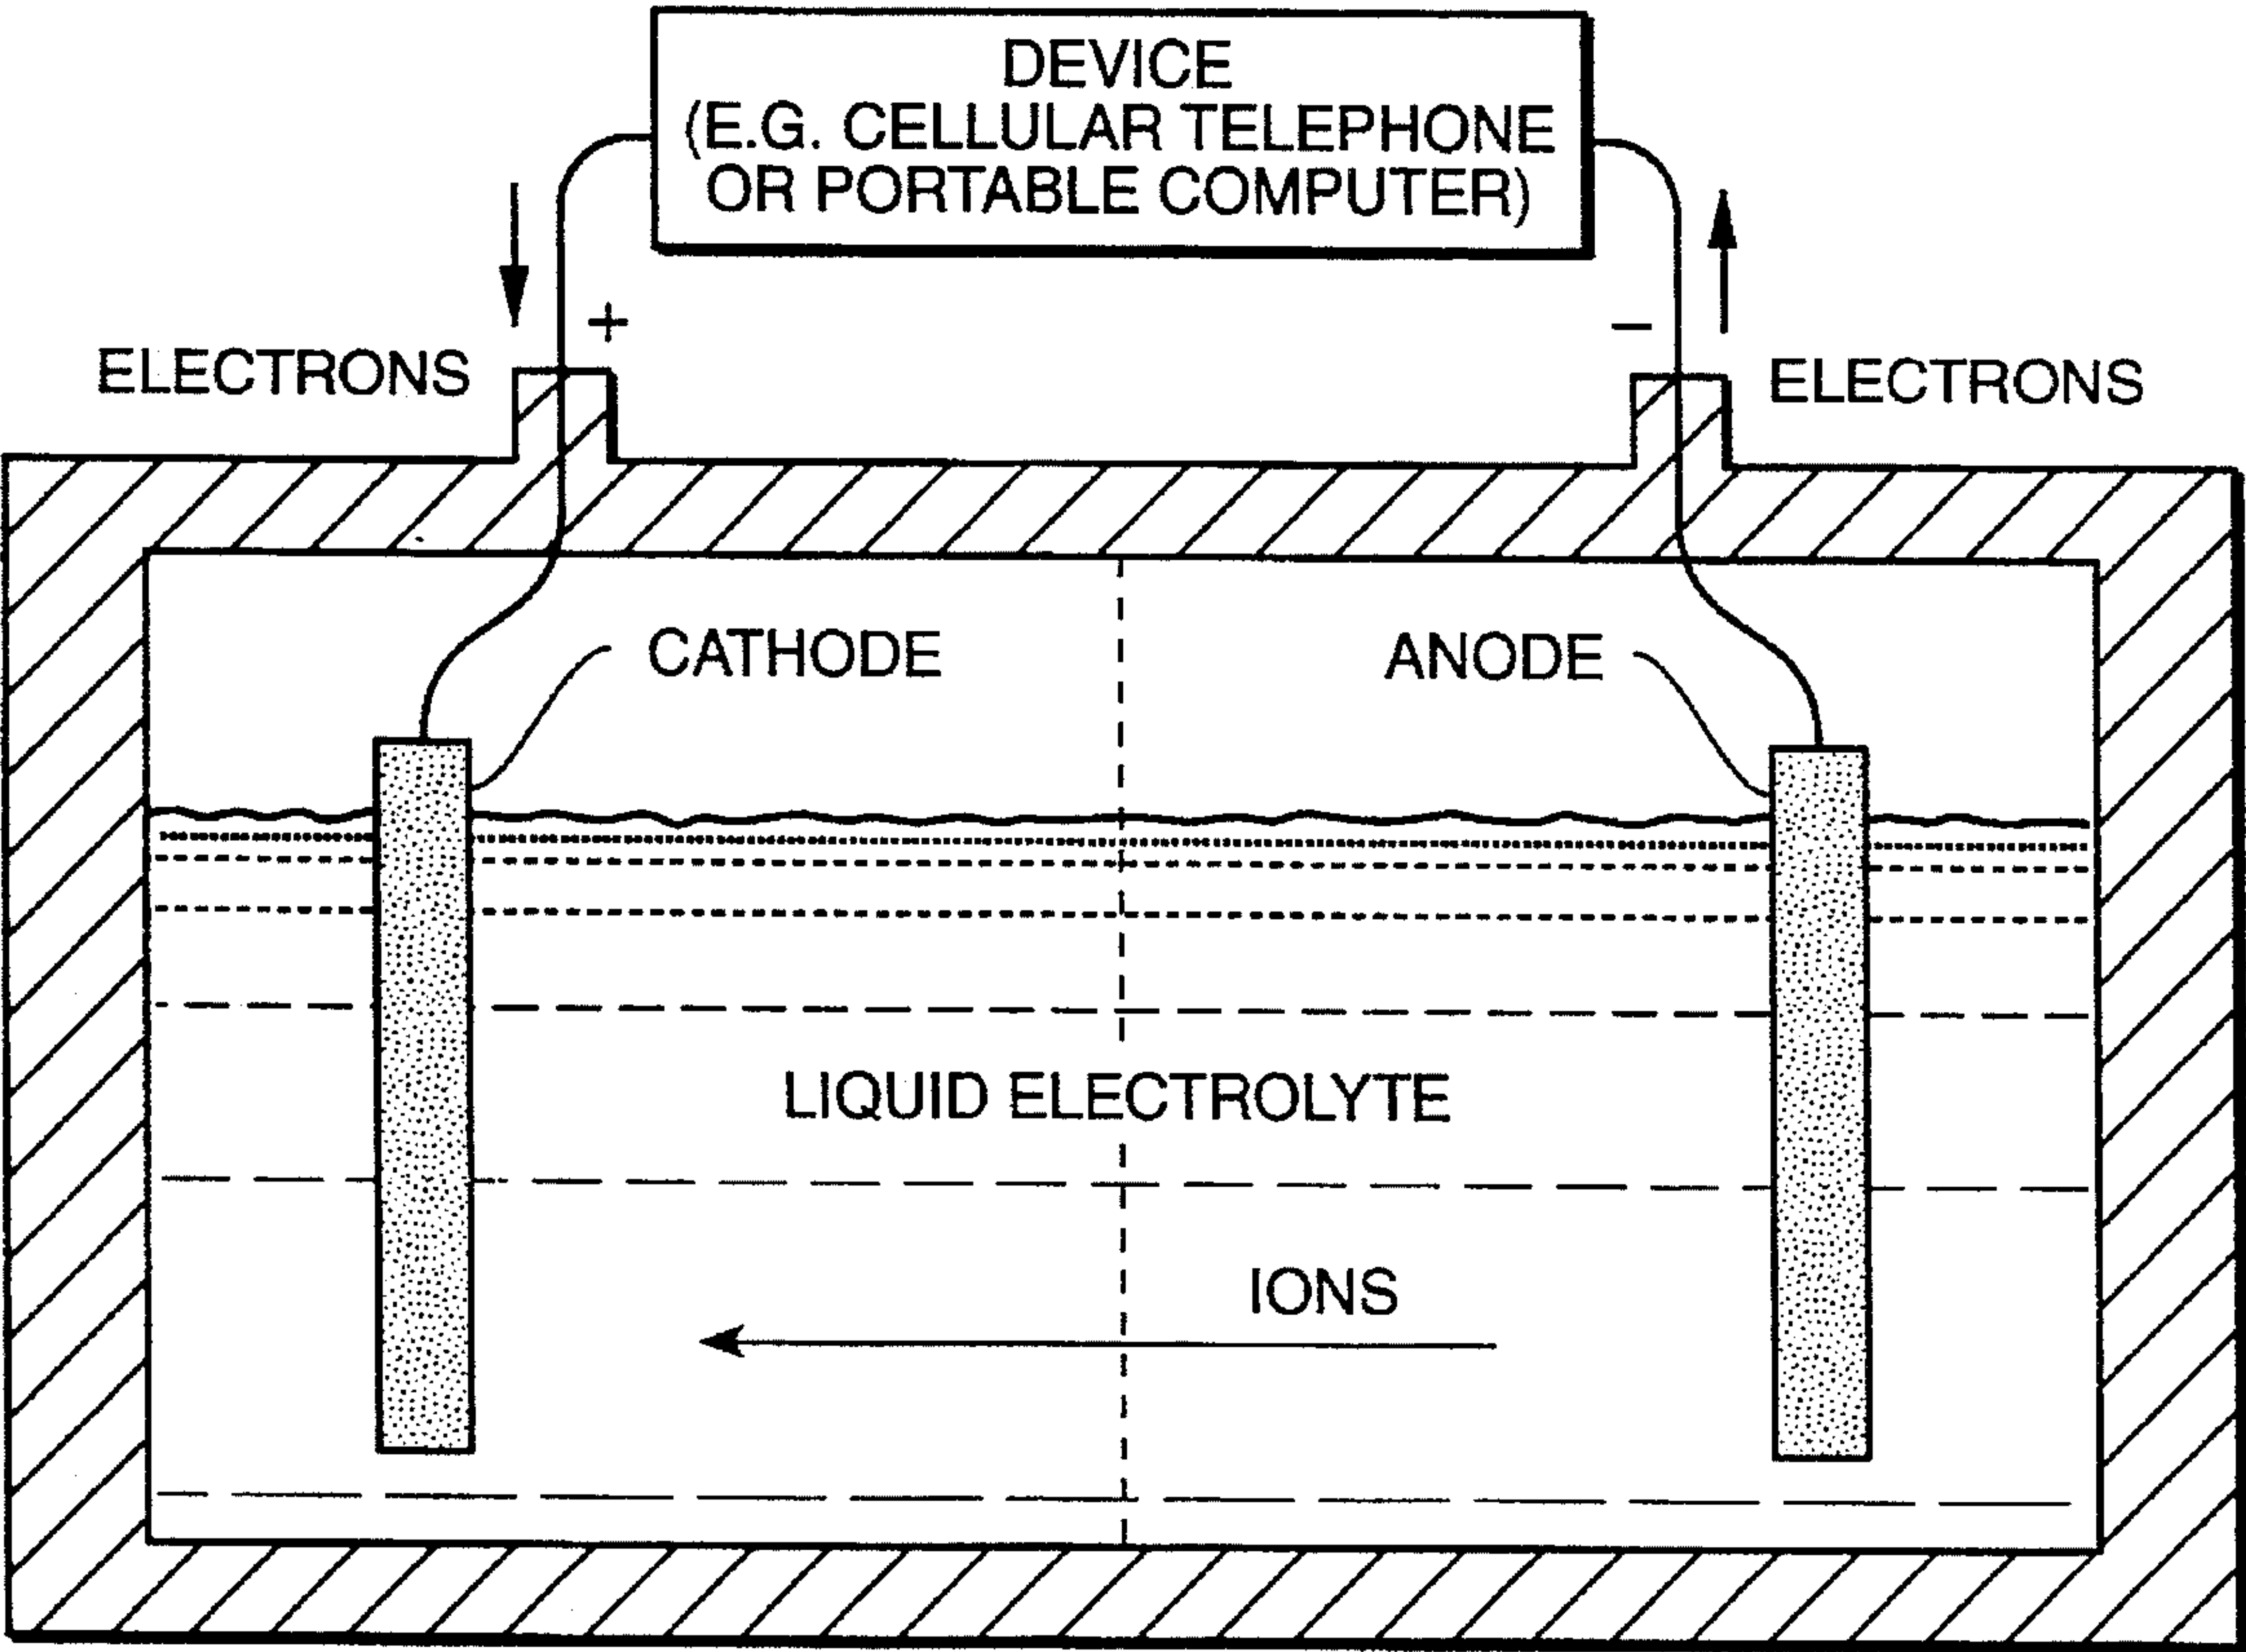 DEVICE
(E.G. CELLULAR TELEPHONE
OR PORTABLE COMPUTER)
+
−
ELECTRONS
ELECTRONS
CATHODE
ANODE
LIQUID ELECTROLYTE
IONS